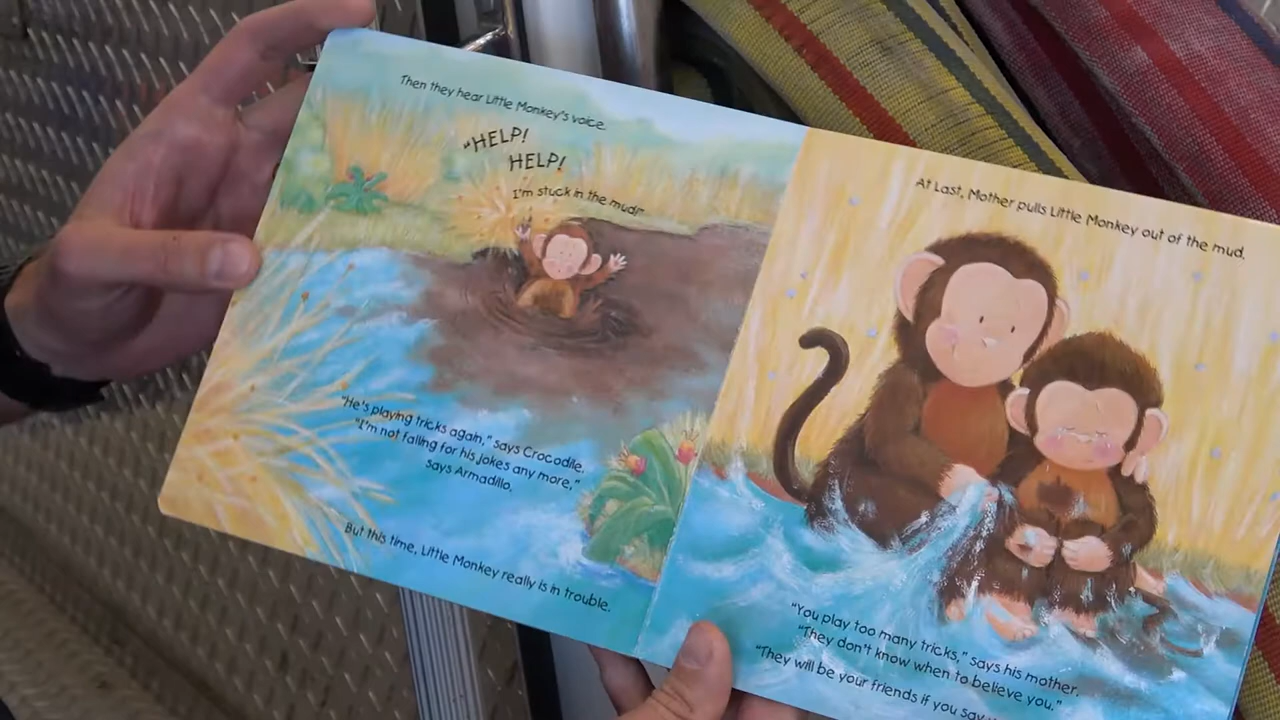 Then they hear Little Monkey's voice.
"HELP!
HELP!
I'm stuck in the mud!"
"He's playing tricks again," says Crocodile.
"I'm not falling for his jokes any more,"
says Armadillo.
But this time, Little Monkey really is in trouble.
At Last, Mother pulls Little Monkey out of the mud.
"You play too many tricks," says his mother.
"They don't know when to believe you."
"They will be your friends if you say